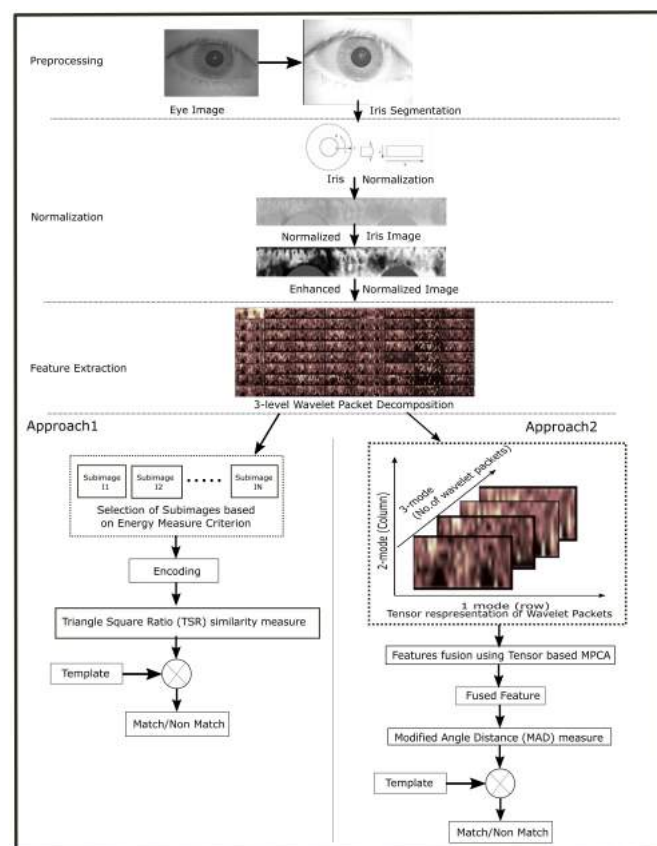 Preprocessing
Eye Image
Iris Segmentation
Iris Normalization
Normalization
Normalized Iris Image
Enhanced Normalized Image
Feature Extraction
3-level Wavelet Packet Decomposition
Approach1
Subimage
I1
Subimage
I2
Subimage
IN
Selection of Subimages based
on Energy Measure Criterion
Encoding
Triangle Square Ratio (TSR) similarity measure
Template
Match/Non Match
Approach2
3-mode
(No.of wavelet packets)
2-mode (Column)
1 mode (row)
Tensor respresentation of Wavelet Packets
Features fusion using Tensor based MPCA
Fused Feature
Modified Angle Distance (MAD) measure
Template
Match/Non Match